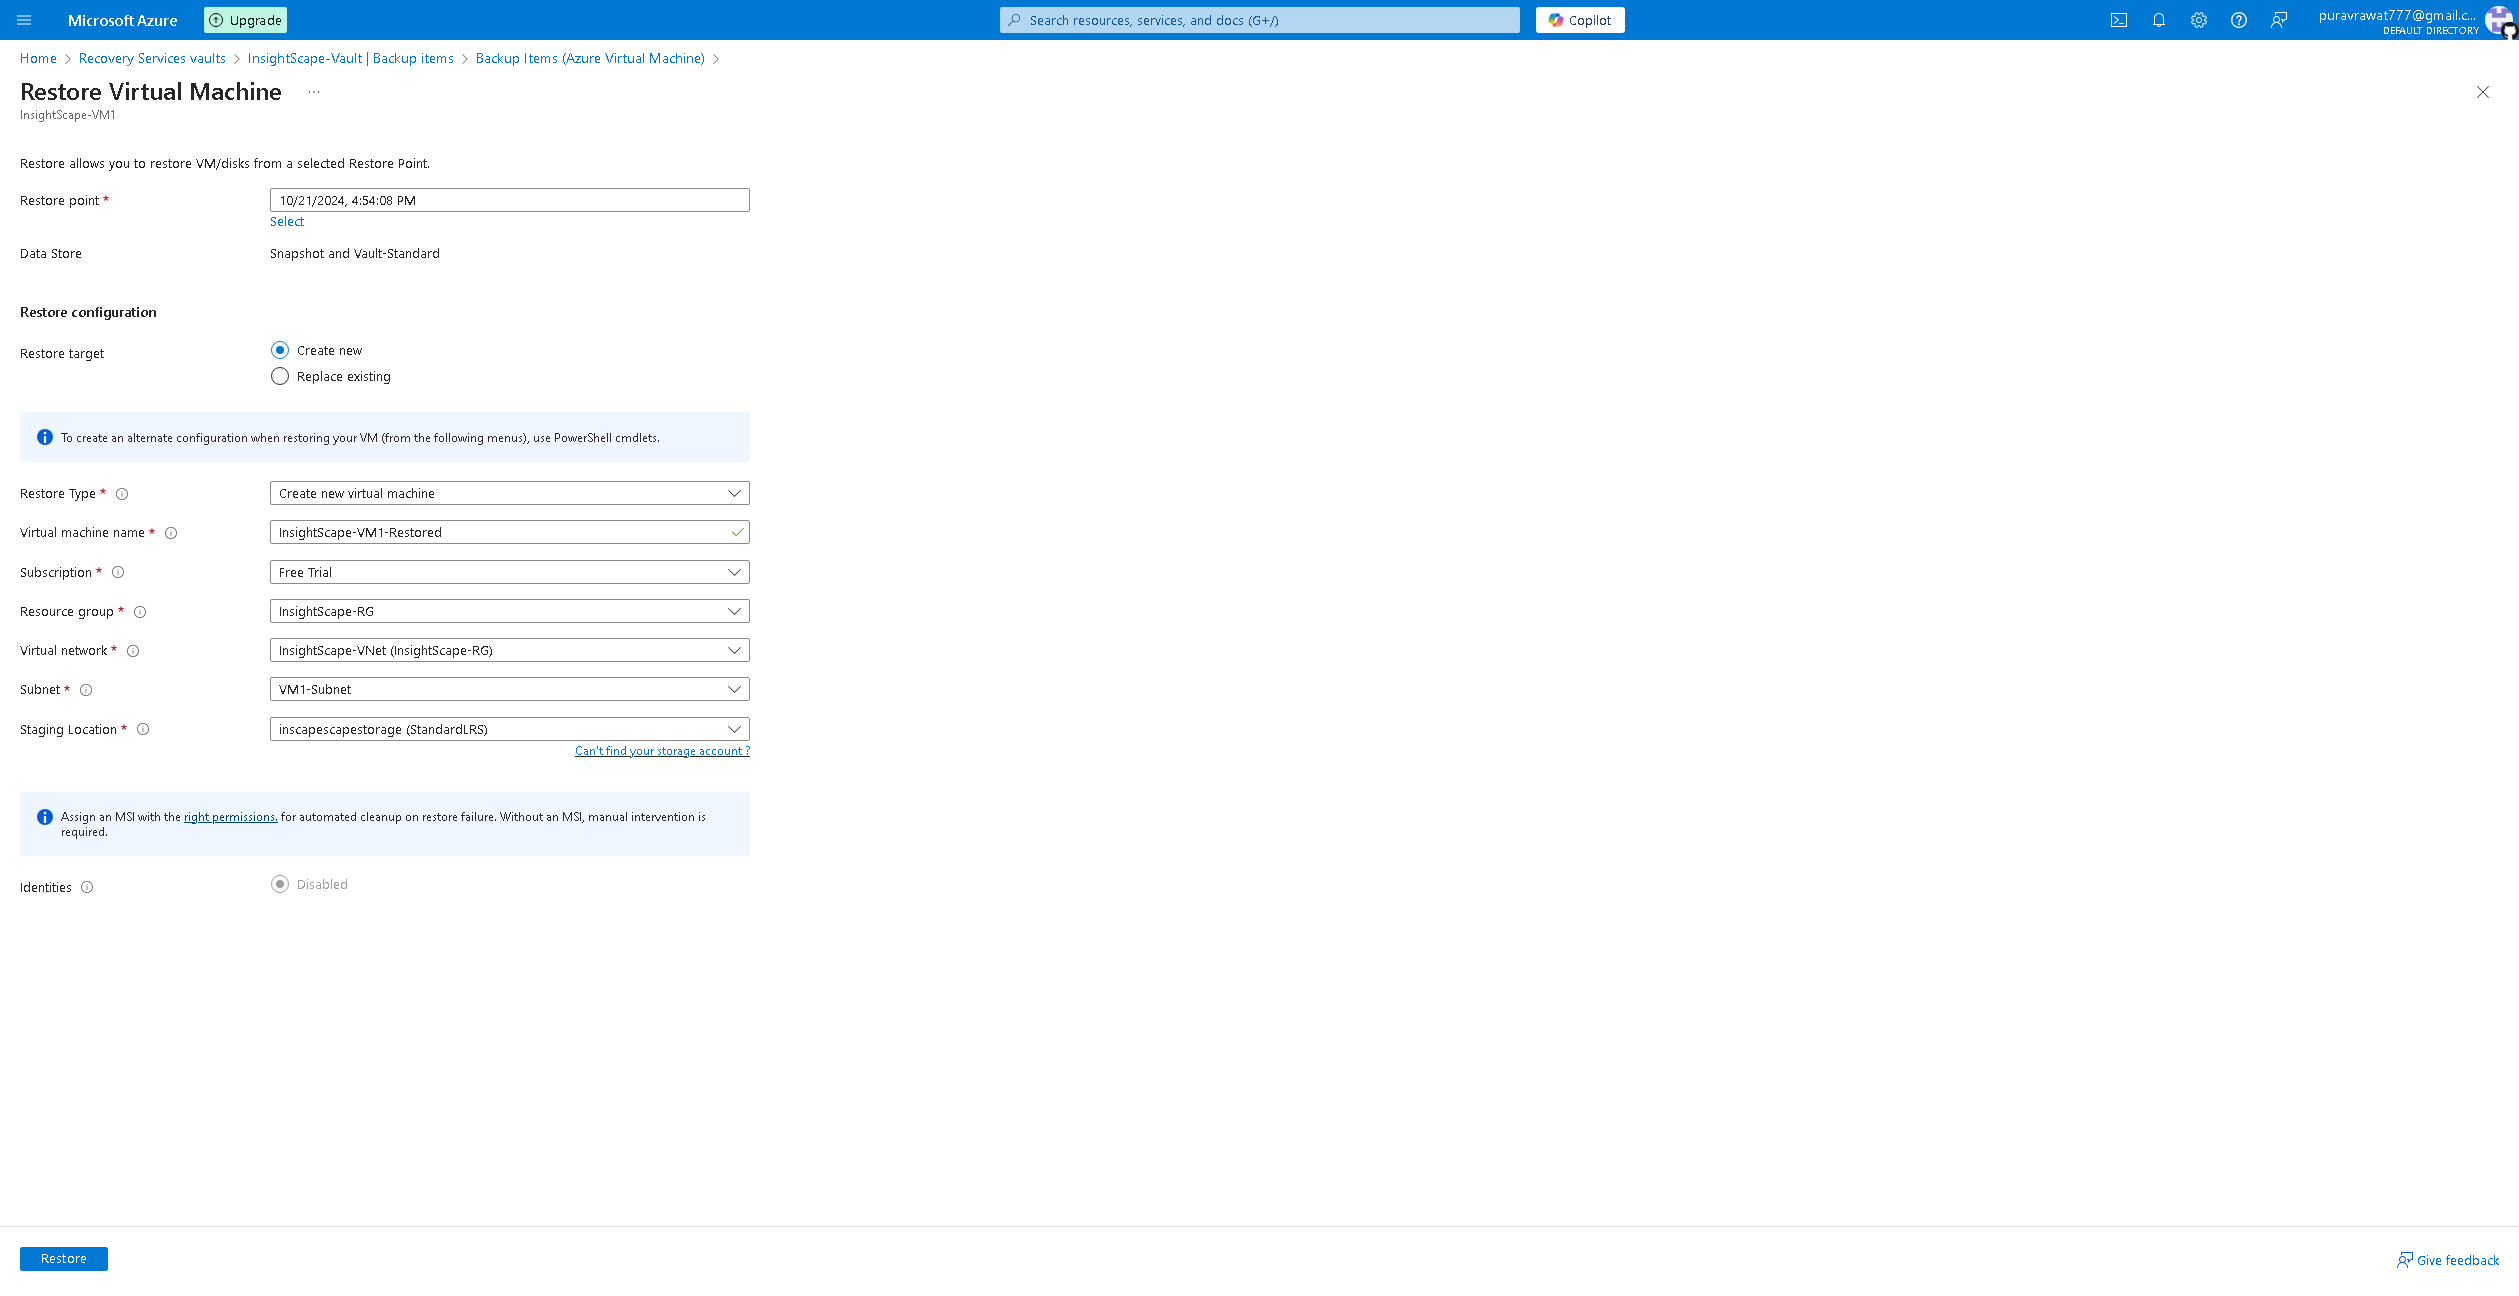 Microsoft Azure
Upgrade
Search resources, services, and docs (G+/)
Copilot
puravrawat777@gmail.c...
DEFAULT DIRECTORY
Home > Recovery Services vaults > InsightScape-Vault | Backup items > Backup Items (Azure Virtual Machine) >
Restore Virtual Machine ...
InsightScape-VM1
Restore allows you to restore VM/disks from a selected Restore Point.
Restore point * 10/21/2024, 4:54:08 PM
Select
Data Store Snapshot and Vault-Standard
Restore configuration
Restore target Create new
Replace existing
To create an alternate configuration when restoring your VM (from the following menus), use PowerShell cmdlets.
Restore Type * Create new virtual machine
Virtual machine name * InsightScape-VM1-Restored
Subscription * Free Trial
Resource group * InsightScape-RG
Virtual network * InsightScape-VNet (InsightScape-RG)
Subnet * VM1-Subnet
Staging Location * inscapescapestorage (StandardLRS)
Can't find your storage account ?
Assign an MSI with the right permissions. for automated cleanup on restore failure. Without an MSI, manual intervention is
required.
Identities Disabled
Restore
Give feedback